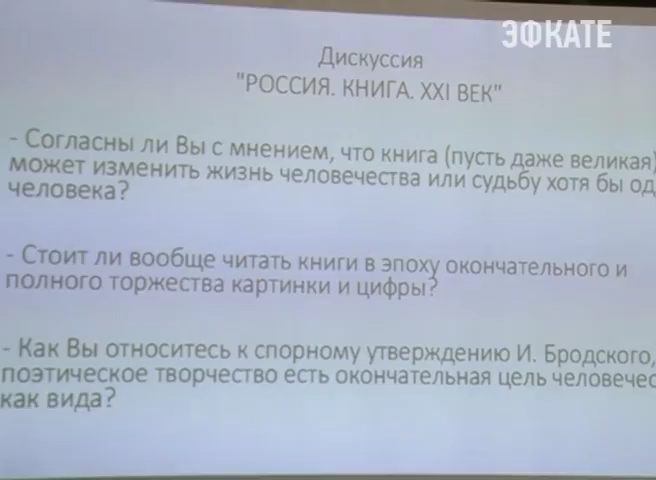 ЭФКАТЕ
Дискуссия
"РОССИЯ. КНИГА. XXI ВЕК"
- Согласны ли Вы с мнением, что книга (пусть даже великая)
может изменить жизнь человечества или судьбу хотя бы од
человека?
- Стоит ли вообще читать книги в эпоху окончательного и
полного торжества картинки и цифры?
- Как Вы относитесь к спорному утверждению И. Бродского,
поэтическое творчество есть окончательная цель человечес
как вида?